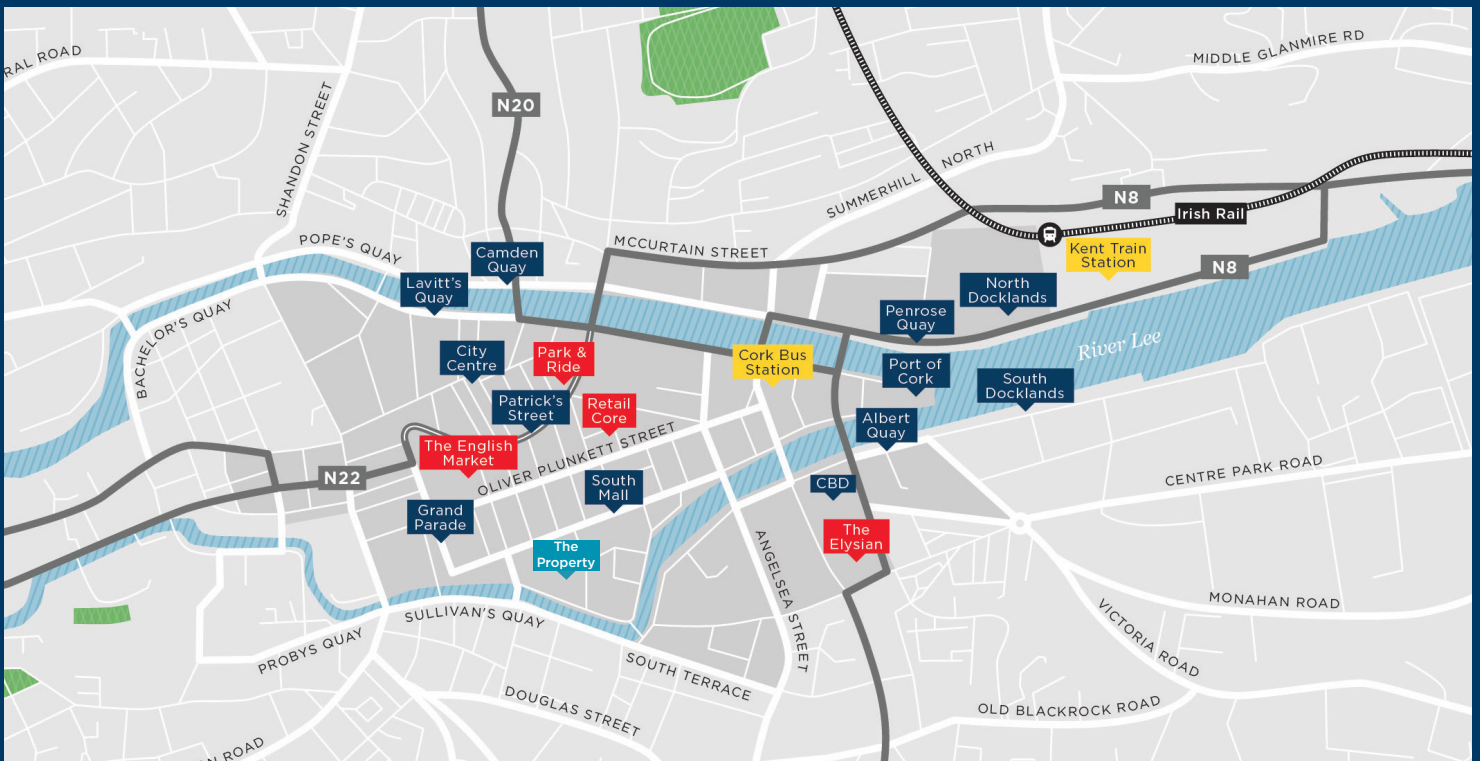 RAL ROAD
MIDDLE GLANMIRE RD
N20
SHANDON STREET
SUMMERHILL NORTH
N8
Irish Rail
POPE'S QUAY
Camden
Quay
MCCURTAIN STREET
Kent Train
Station
N8
Lavitt's
Quay
North
Docklands
BACHELOR'S QUAY
Penrose
Quay
River Lee
City
Centre
Park &
Ride
Cork Bus
Station
Port of
Cork
South
Docklands
Patrick's
Street
Retail
Core
Albert
Quay
The English
Market
OLIVER PLUNKETT STREET
N22
South
Mall
CBD
CENTRE PARK ROAD
Grand
Parade
The
Elysian
The
Property
ANGELSEA STREET
SULLIVAN'S QUAY
MONAHAN ROAD
PROBYS QUAY
VICTORIA ROAD
SOUTH TERRACE
DOUGLAS STREET
OLD BLACKROCK ROAD
N ROAD